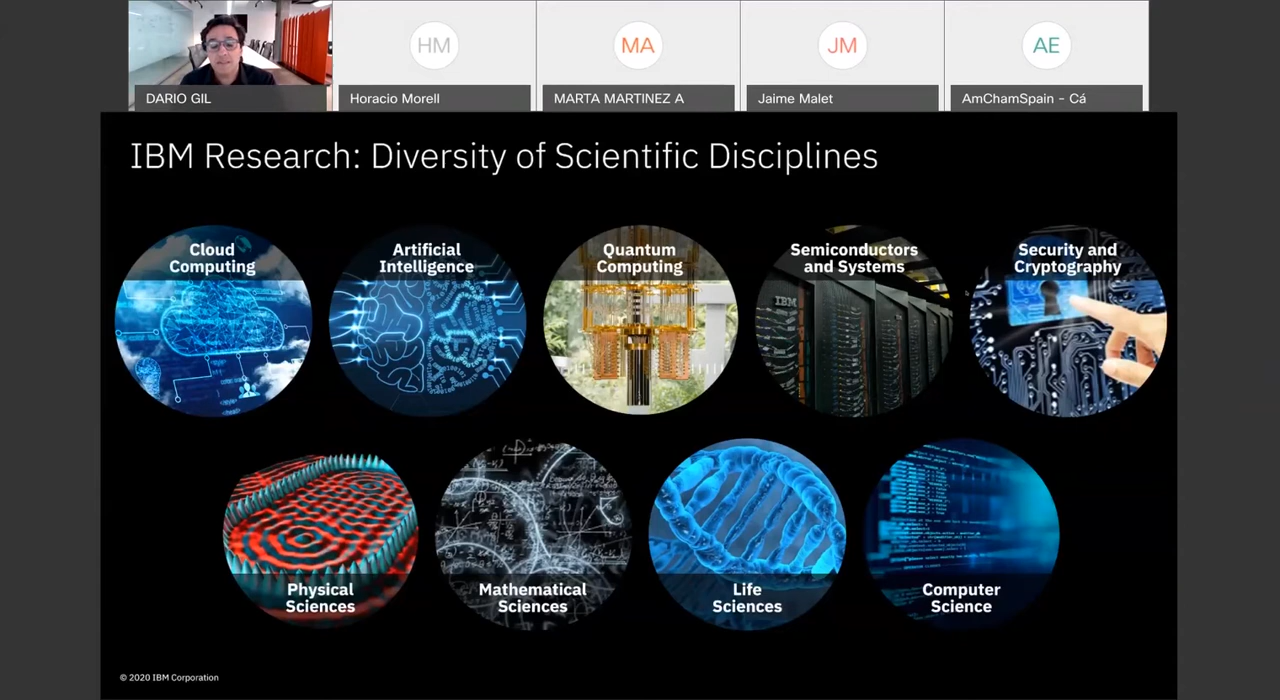 HM
MA
JM
AE
DARIO GIL
Horacio Morell
MARTA MARTINEZ A
Jaime Malet
AmChamSpain - Cá
IBM Research: Diversity of Scientific Disciplines
Cloud
Computing
Artificial
Intelligence
Quantum
Computing
Semiconductors
and Systems
Security and
Cryptography
IBM
Physical
Sciences
Mathematical
Sciences
Life
Sciences
Computer
Science
© 2020 IBM Corporation